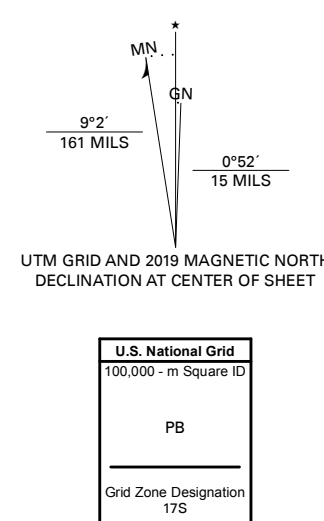 ★
MN
GN
9°2´
161 MILS
0°52´
15 MILS
UTM GRID AND 2019 MAGNETIC NORTH
DECLINATION AT CENTER OF SHEET
U.S. National Grid
100,000 - m Square ID
PB
Grid Zone Designation
17S